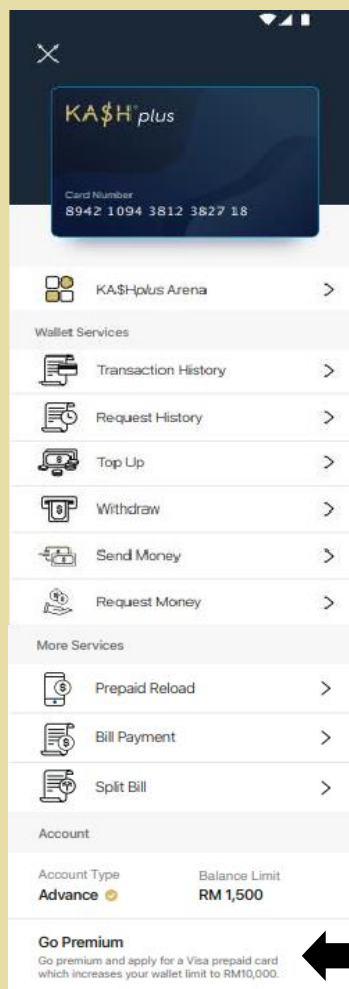 KA$H plus
Card Number
8942 1094 3812 3827 18
KA$Hplus Arena
Wallet Services
Transaction History
Request History
Top Up
Withdraw
Send Money
Request Money
More Services
Prepaid Reload
Bill Payment
Split Bill
Account
Account Type Balance Limit
Advance RM 1,500
Go Premium
Go premium and apply for a Visa prepaid card
which increases your wallet limit to RM10,000.